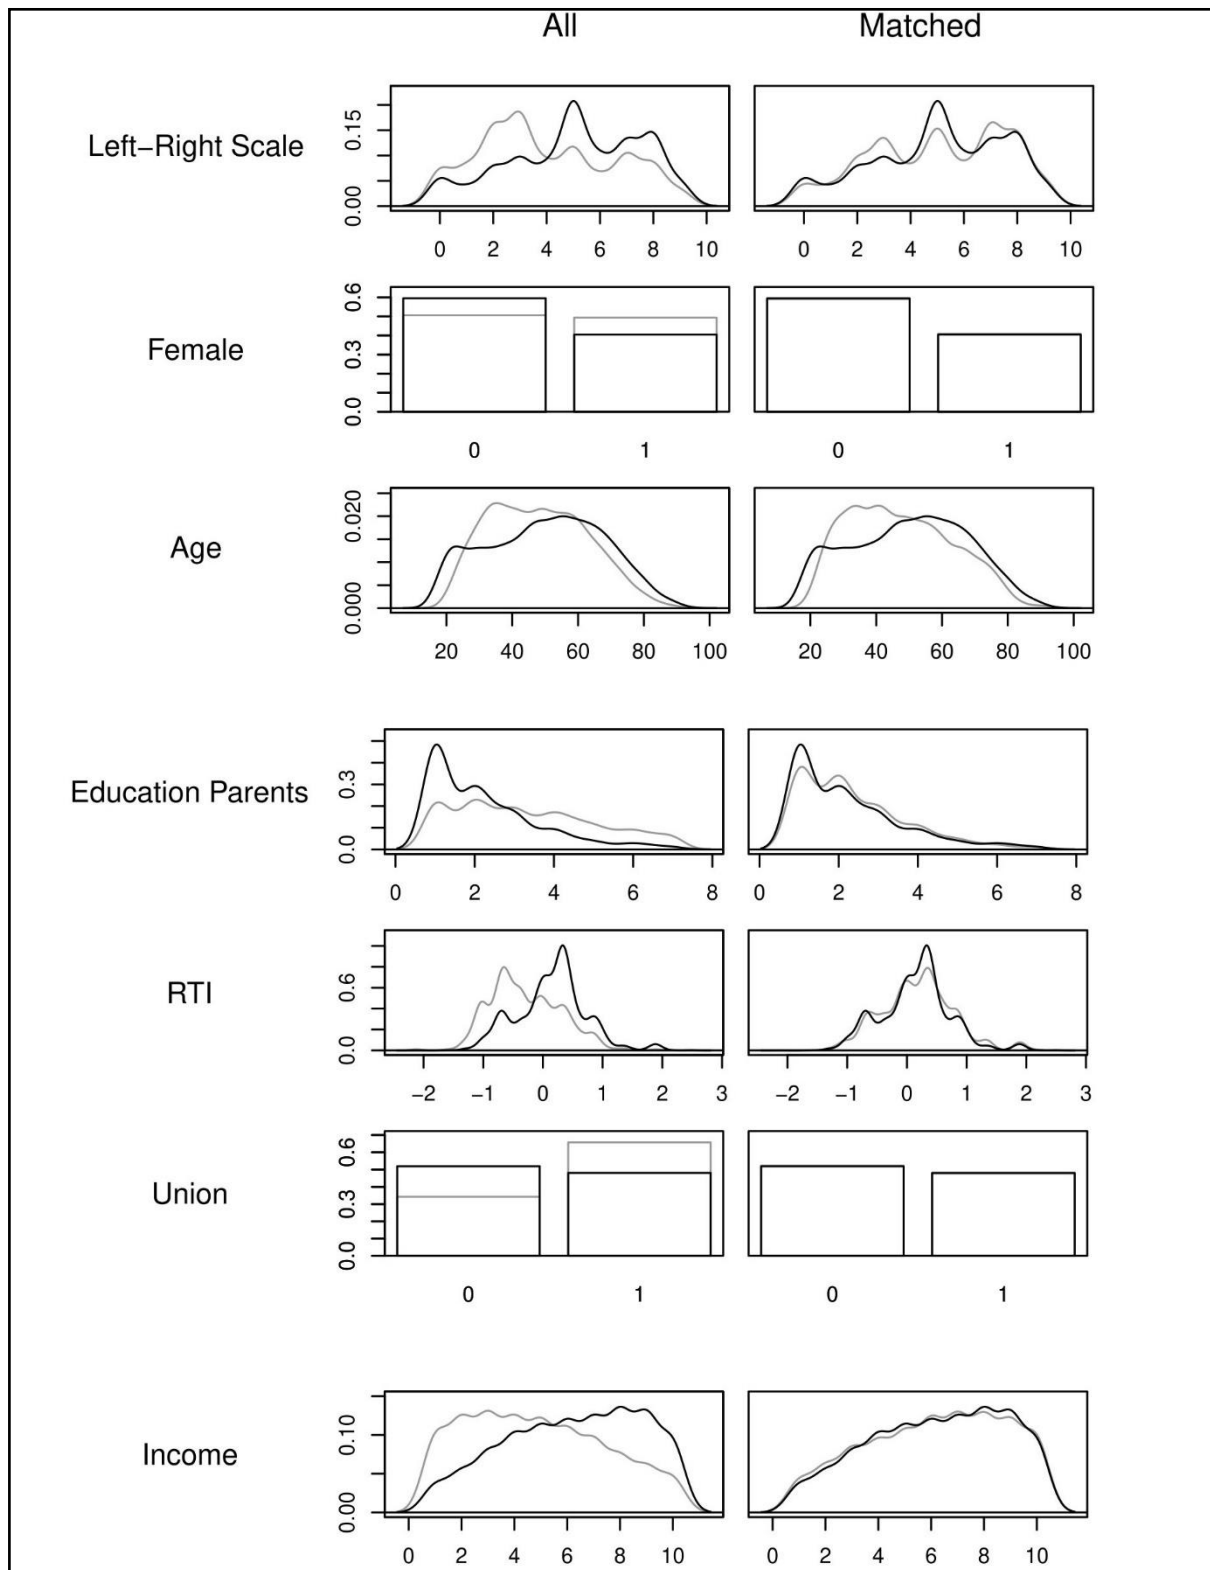 All Matched
Left−Right Scale
0.00 0.15
0 2 4 6 8 10
0 2 4 6 8 10
Female
0.0 0.3 0.6
0 1
0 1
Age
0.000 0.020
20 40 60 80 100
20 40 60 80 100
Education Parents
0.0 0.3
0 2 4 6 8
0 2 4 6 8
RTI
0.0 0.6
−2 −1 0 1 2 3
−2 −1 0 1 2 3
Union
0.0 0.3 0.6
0 1
0 1
Income
0.00 0.10
0 2 4 6 8 10
0 2 4 6 8 10